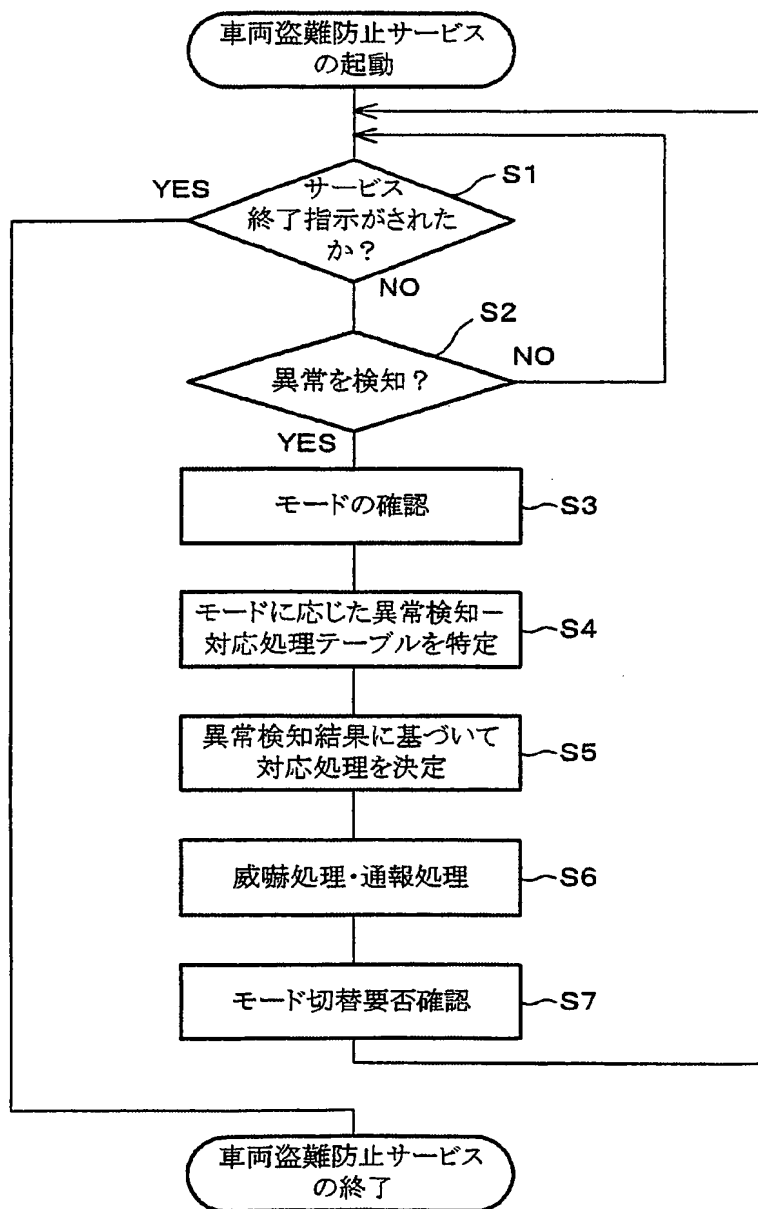 車両盗難防止サービス
の起動
YES
サービス
終了指示がされた
か？
S1
NO
S2
異常を検知？
NO
YES
モードの確認
S3
モードに応じた異常検知－
対応処理テーブルを特定
S4
異常検知結果に基づいて
対応処理を決定
S5
威嚇処理・通報処理
S6
モード切替要否確認
S7
車両盗難防止サービス
の終了